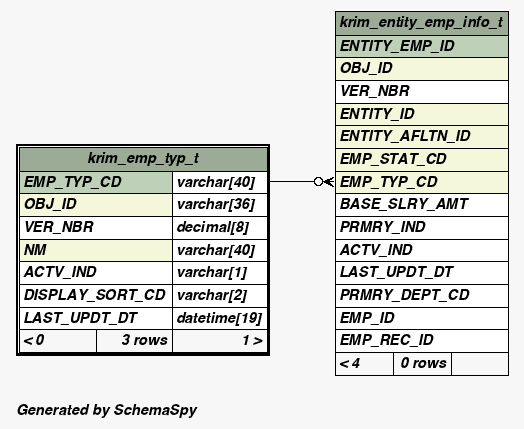 krim_entity_emp_info_t
ENTITY_EMP_ID
OBJ_ID
VER_NBR
ENTITY_ID
ENTITY_AFLTN_ID
EMP_STAT_CD
EMP_TYP_CD
BASE_SLRY_AMT
PRMRY_IND
ACTV_IND
LAST_UPDT_DT
PRMRY_DEPT_CD
EMP_ID
EMP_REC_ID
< 4 0 rows
krim_emp_typ_t
EMP_TYP_CD varchar[40]
OBJ_ID varchar[36]
VER_NBR decimal[8]
NM varchar[40]
ACTV_IND varchar[1]
DISPLAY_SORT_CD varchar[2]
LAST_UPDT_DT datetime[19]
< 0 3 rows 1 >
Generated by SchemaSpy